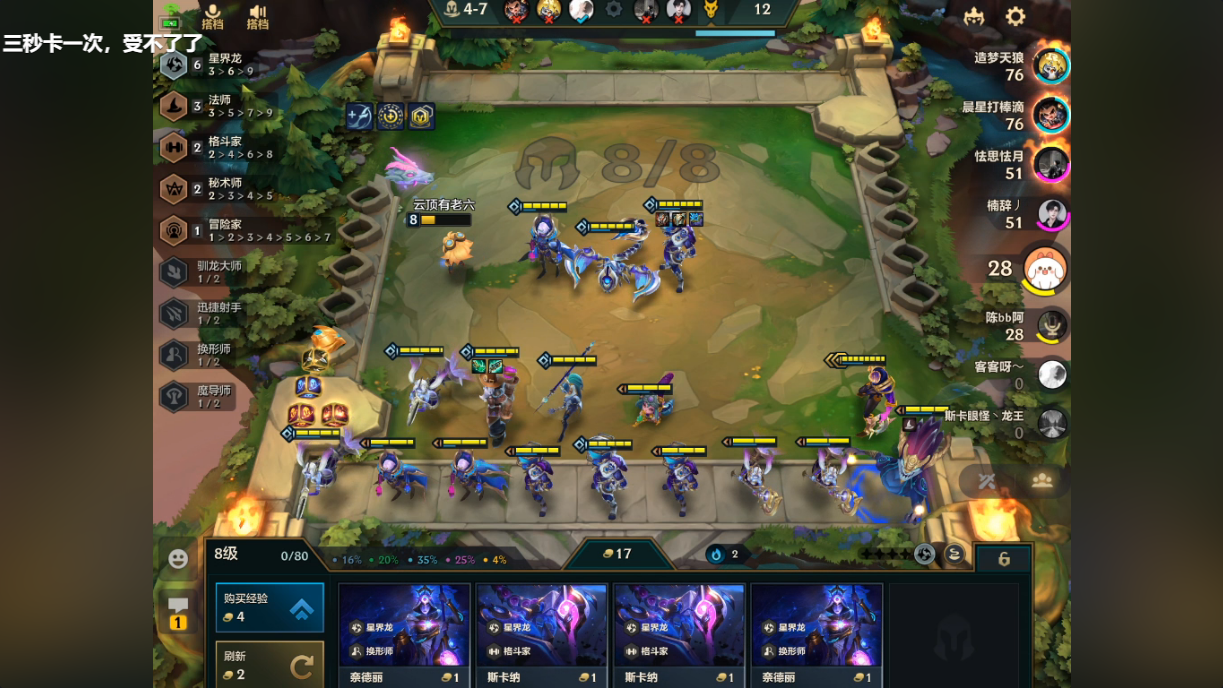 三秒卡一次，受不了了
搭档
搭档
4-7
12
6 星界龙
3 > 6 > 9
3 法师
3 > 5 > 7 > 9
2 格斗家
2 > 4 > 6 > 8
2 秘术师
2 > 3 > 4 > 5
1 冒险家
1 > 2 > 3 > 4 > 5 > 6 > 7
驯龙大师
1 / 2
迅捷射手
1 / 2
换形师
1 / 2
魔导师
1 / 2
8/8
云顶有老六
8
造梦天狼
76
晨星打棒滴
76
怯思怯月
51
楠辞丿
51
28
陈bb阿
28
客客呀～
0
斯卡眼怪丶龙王
0
8级
0/80
16%
20%
35%
25%
4%
17
2
6
1
购买经验
4
刷新
2
星界龙
换形师
奈德丽
1
星界龙
格斗家
斯卡纳
1
星界龙
格斗家
斯卡纳
1
星界龙
换形师
奈德丽
1